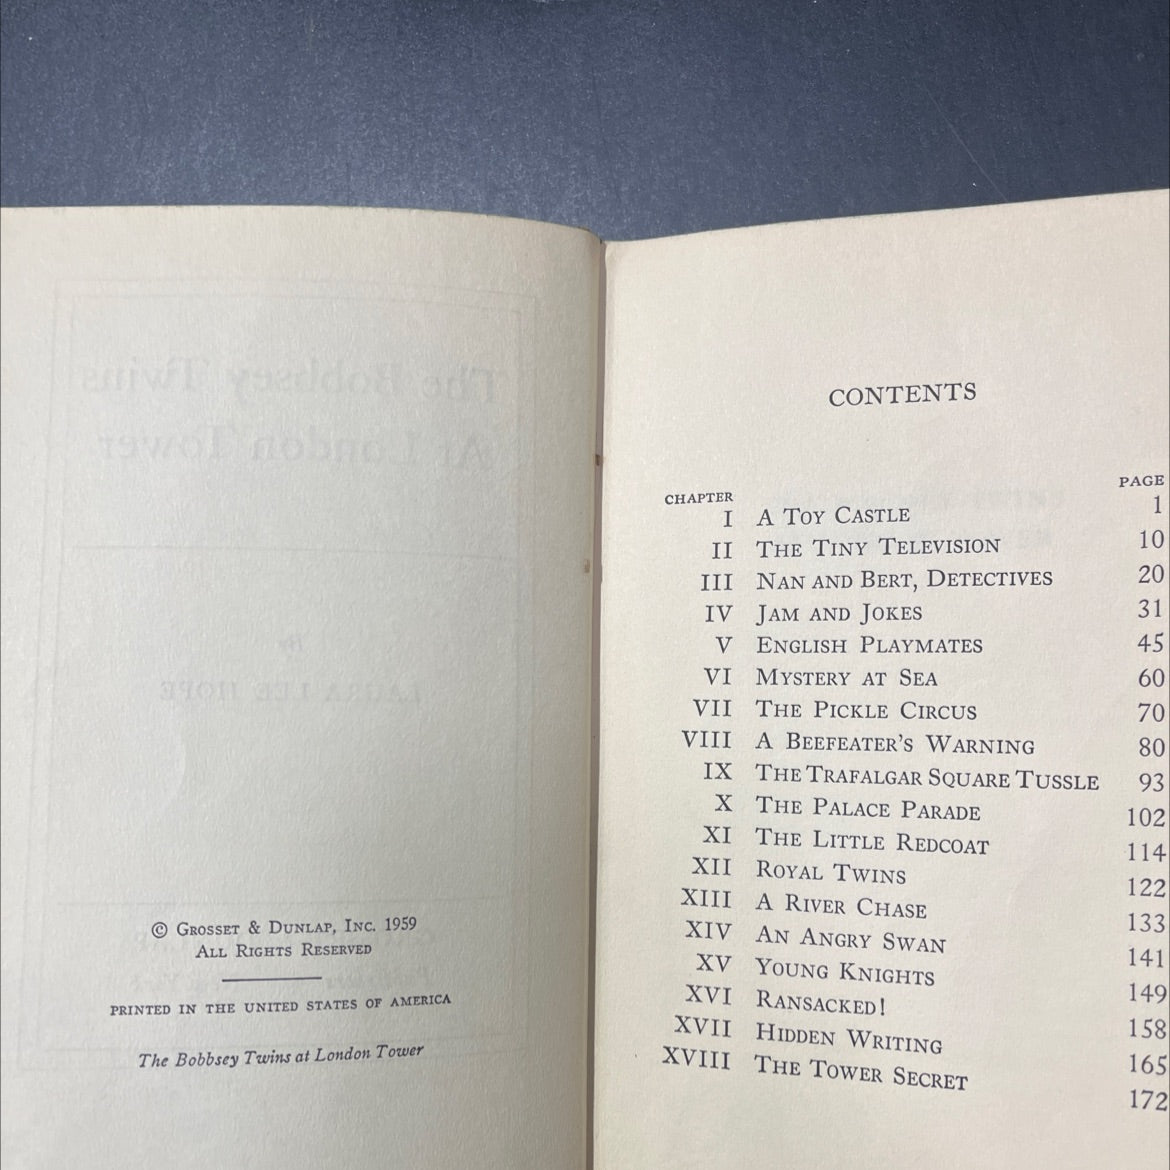 © Grosset & Dunlap, Inc. 1959
All Rights Reserved
PRINTED IN THE UNITED STATES OF AMERICA
The Bobbsey Twins at London Tower
CONTENTS
CHAPTER PAGE
I A Toy Castle 1
II The Tiny Television 10
III Nan and Bert, Detectives 20
IV Jam and Jokes 31
V English Playmates 45
VI Mystery at Sea 60
VII The Pickle Circus 70
VIII A Beefeater's Warning 80
IX The Trafalgar Square Tussle 93
X The Palace Parade 102
XI The Little Redcoat 114
XII Royal Twins 122
XIII A River Chase 133
XIV An Angry Swan 141
XV Young Knights 149
XVI Ransacked! 158
XVII Hidden Writing 165
XVIII The Tower Secret 172